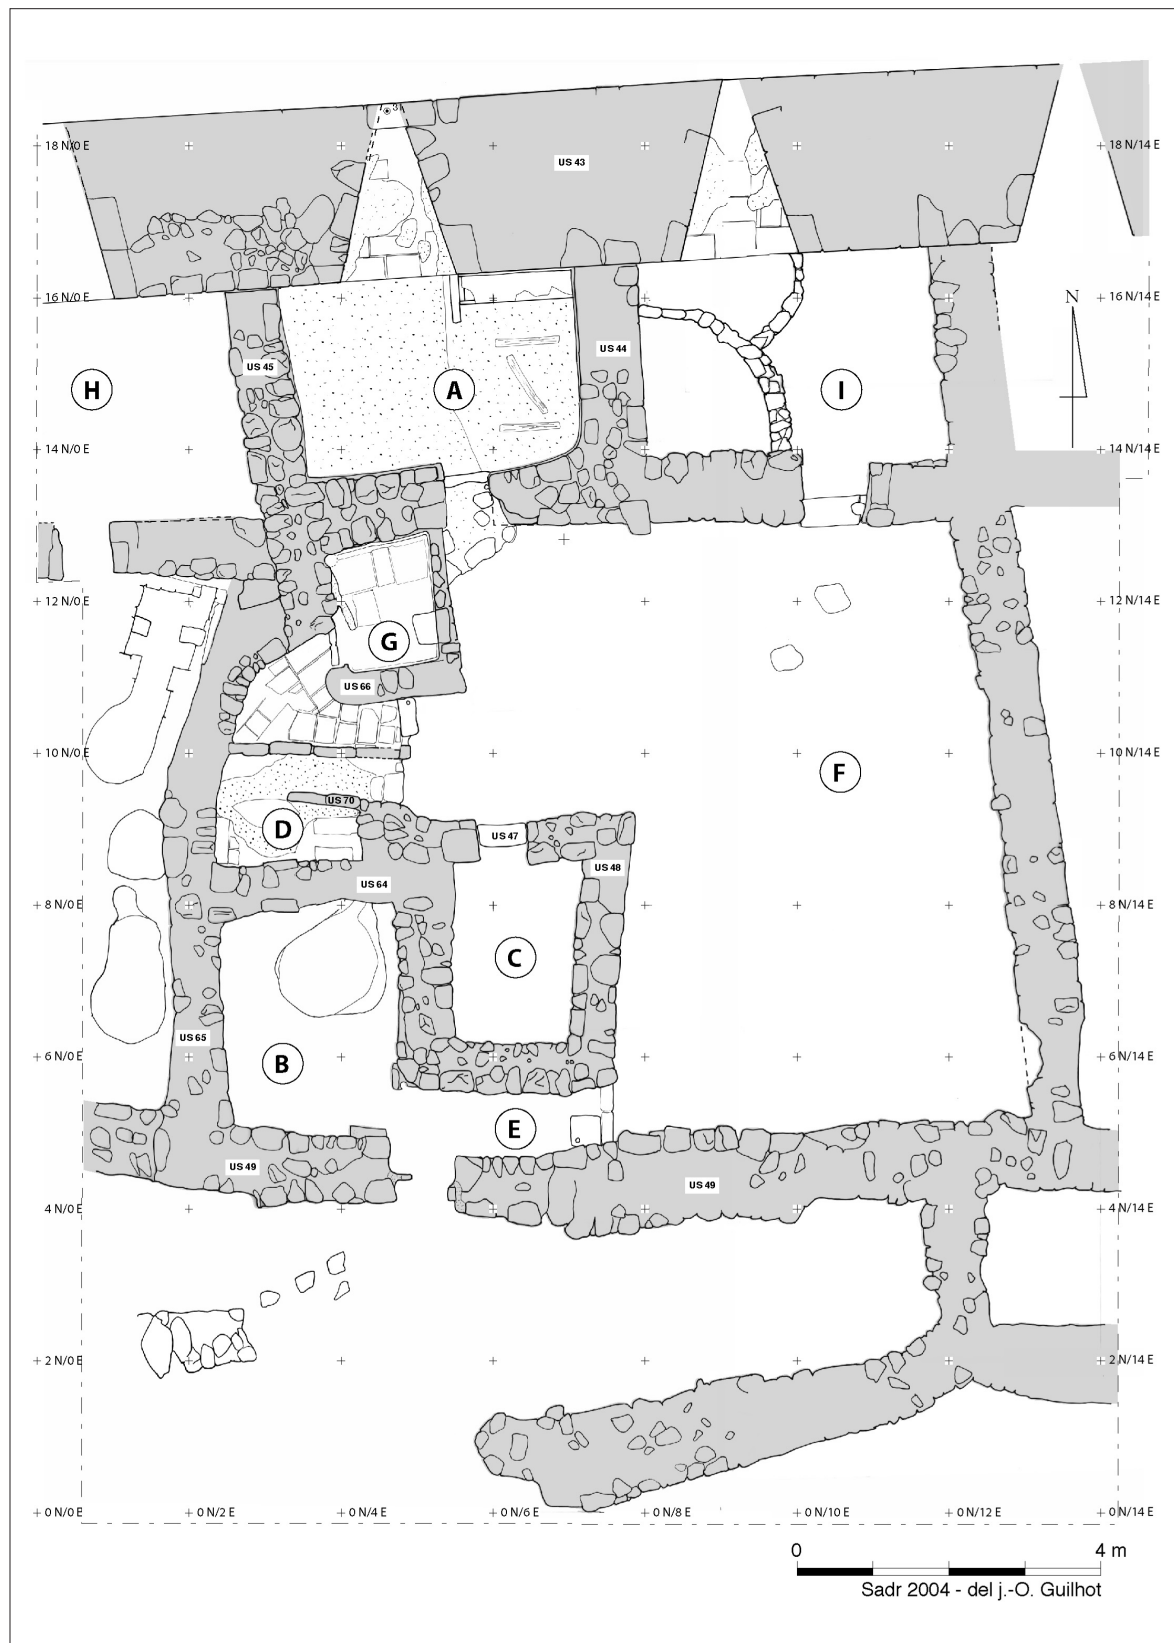 3
18 N/0 E
US 43
18 N/14 E
16 N/0 E
N
16 N/14 E
US 44
US 45
H
A
I
14 N/0 E
14 N/14 E
12 N/0 E
12 N/14 E
G
US 66
10 N/0 E
10 N/14 E
F
US 70
D
US 47
US 48
US 64
8 N/0 E
8 N/14 E
C
US 65
6 N/0 E
6 N/14 E
B
E
US 49
US 49
4 N/0 E
4 N/14 E
2 N/0 E
2 N/14 E
0 N/0 E
0 N/2 E
0 N/4 E
0 N/6 E
0 N/8 E
0 N/10 E
0 N/12 E
0 N/14 E
0
4 m
Sadr 2004 - del j.-O. Guilhot